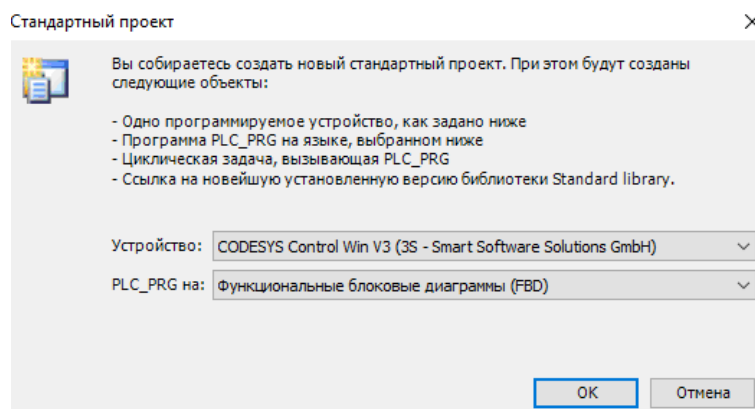 Стандартный проект
Вы собираетесь создать новый стандартный проект. При этом будут созданы
следующие объекты:
- Одно программируемое устройство, как задано ниже
- Программа PLC_PRG на языке, выбранном ниже
- Циклическая задача, вызывающая PLC_PRG
- Ссылка на новейшую установленную версию библиотеки Standard library.
Устройство: CODESYS Control Win V3 (3S - Smart Software Solutions GmbH)
PLC_PRG на: Функциональные блоковые диаграммы (FBD)
OK Отмена